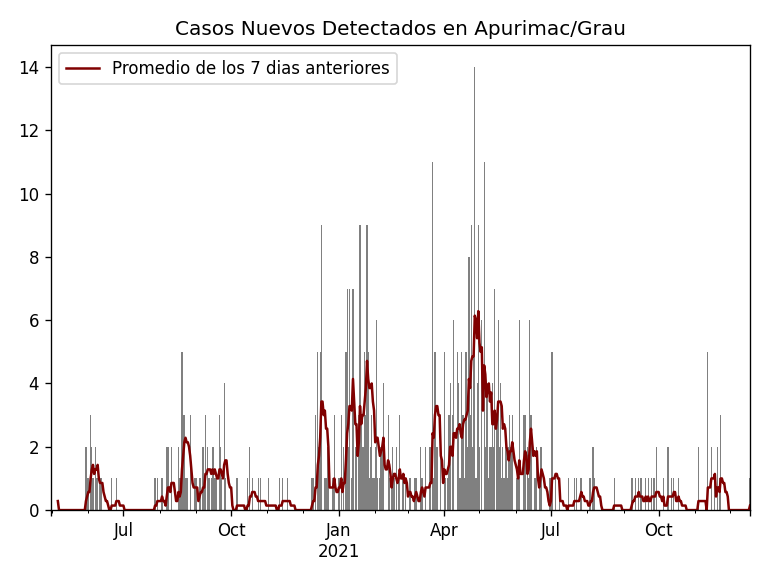 Casos Nuevos Detectados en Apurimac/Grau
Promedio de los 7 dias anteriores
14
12
10
8
6
4
2
0
Jul
Oct
Jan
Apr
Jul
Oct
2021